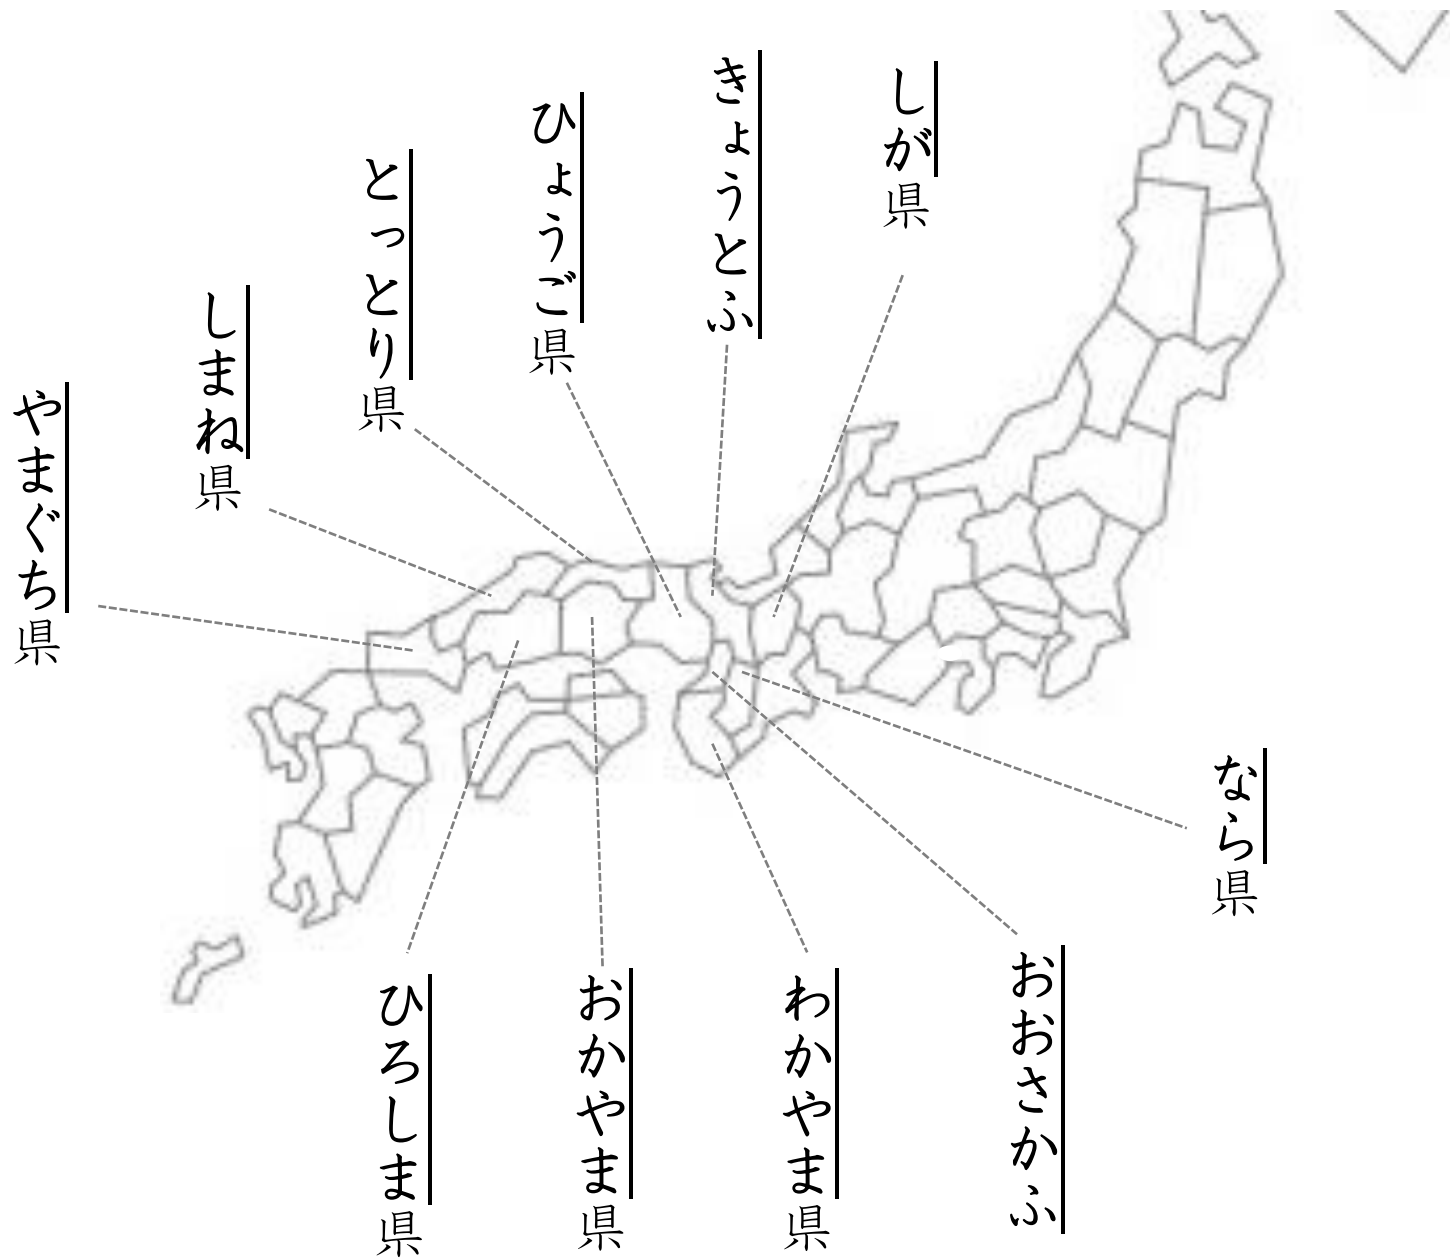 しが県
きょうとふ
ひょうご県
とっとり県
しまね県
やまぐち県
なら県
おおさかふ
わかやま県
おかやま県
ひろしま県